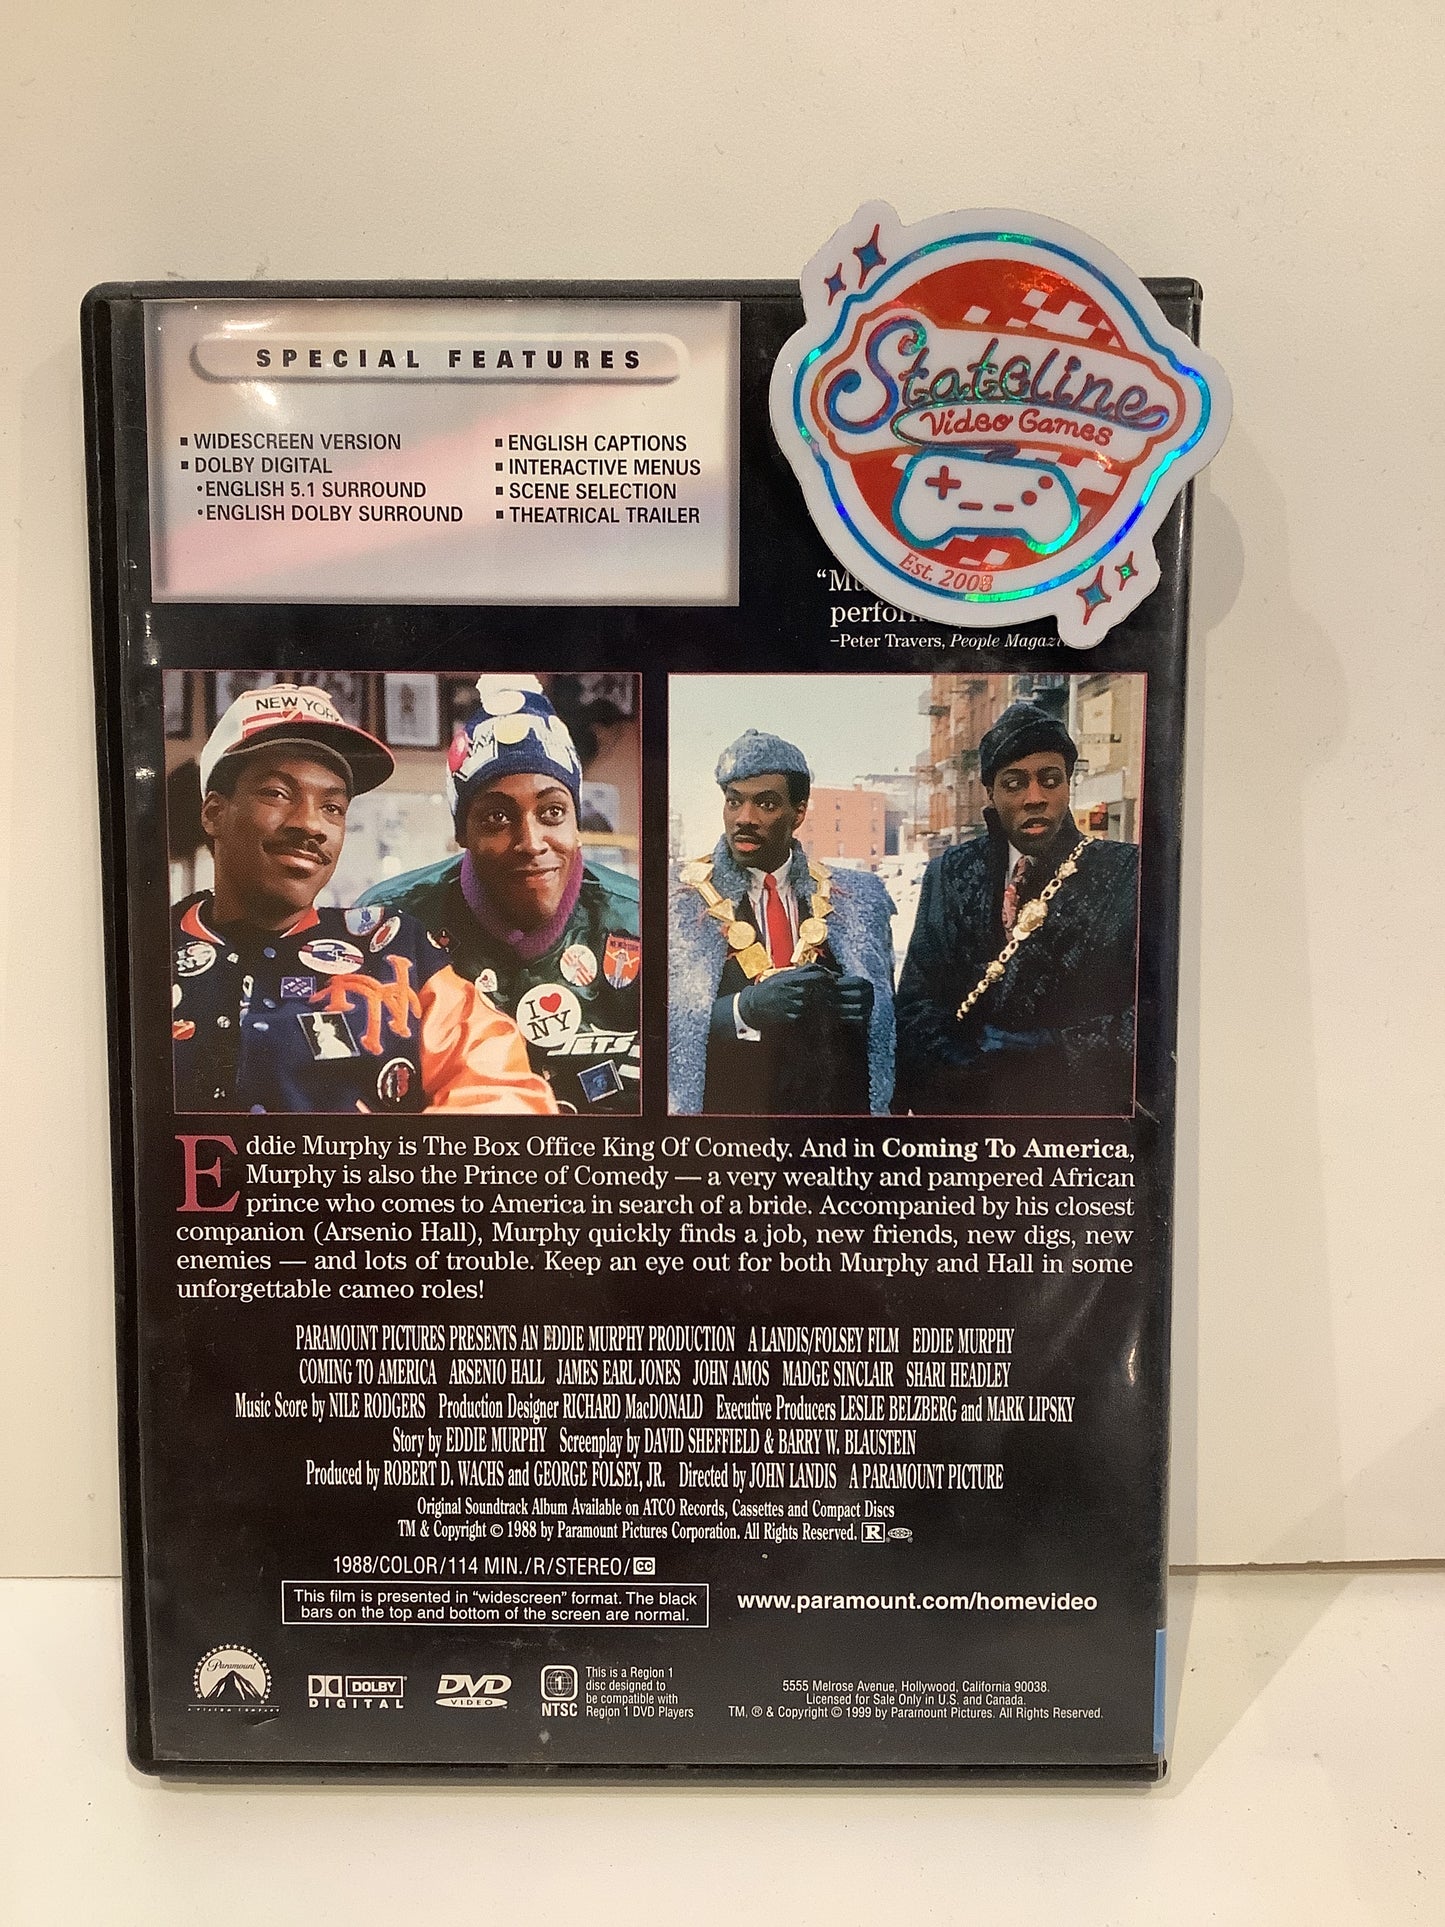 SPECIAL FEATURES
▪ WIDESCREEN VERSION
▪ DOLBY DIGITAL
•ENGLISH 5.1 SURROUND
•ENGLISH DOLBY SURROUND
▪ ENGLISH CAPTIONS
▪ INTERACTIVE MENUS
▪ SCENE SELECTION
▪ THEATRICAL TRAILER
Stateline
Video Games
Est. 2008
–Peter Travers, People
NEW YORK
I ♥
NY
JETS
Eddie Murphy is The Box Office King Of Comedy. And in Coming To America,
Murphy is also the Prince of Comedy — a very wealthy and pampered African
prince who comes to America in search of a bride. Accompanied by his closest
companion (Arsenio Hall), Murphy quickly finds a job, new friends, new digs, new
enemies — and lots of trouble. Keep an eye out for both Murphy and Hall in some
unforgettable cameo roles!
PARAMOUNT PICTURES PRESENTS AN EDDIE MURPHY PRODUCTION A LANDIS/FOLSEY FILM EDDIE MURPHY
COMING TO AMERICA ARSENIO HALL JAMES EARL JONES JOHN AMOS MADGE SINCLAIR SHARI HEADLEY
Music Score by NILE RODGERS Production Designer RICHARD MacDONALD Executive Producers LESLIE BELZBERG and MARK LIPSKY
Story by EDDIE MURPHY Screenplay by DAVID SHEFFIELD & BARRY W. BLAUSTEIN
Produced by ROBERT D. WACHS and GEORGE FOLSEY, JR. Directed by JOHN LANDIS A PARAMOUNT PICTURE
Original Soundtrack Album Available on ATCO Records, Cassettes and Compact Discs
TM & Copyright © 1988 by Paramount Pictures Corporation. All Rights Reserved. R
1988/COLOR/114 MIN./R/STEREO/CC
This film is presented in "widescreen" format. The black
bars on the top and bottom of the screen are normal.
www.paramount.com/homevideo
Paramount
DOLBY
DIGITAL
DVD
VIDEO
1
NTSC
This is a Region 1
disc designed to
be compatible with
Region 1 DVD Players
5555 Melrose Avenue, Hollywood, California 90038.
Licensed for Sale Only in U.S. and Canada.
TM, ® & Copyright © 1999 by Paramount Pictures. All Rights Reserved.